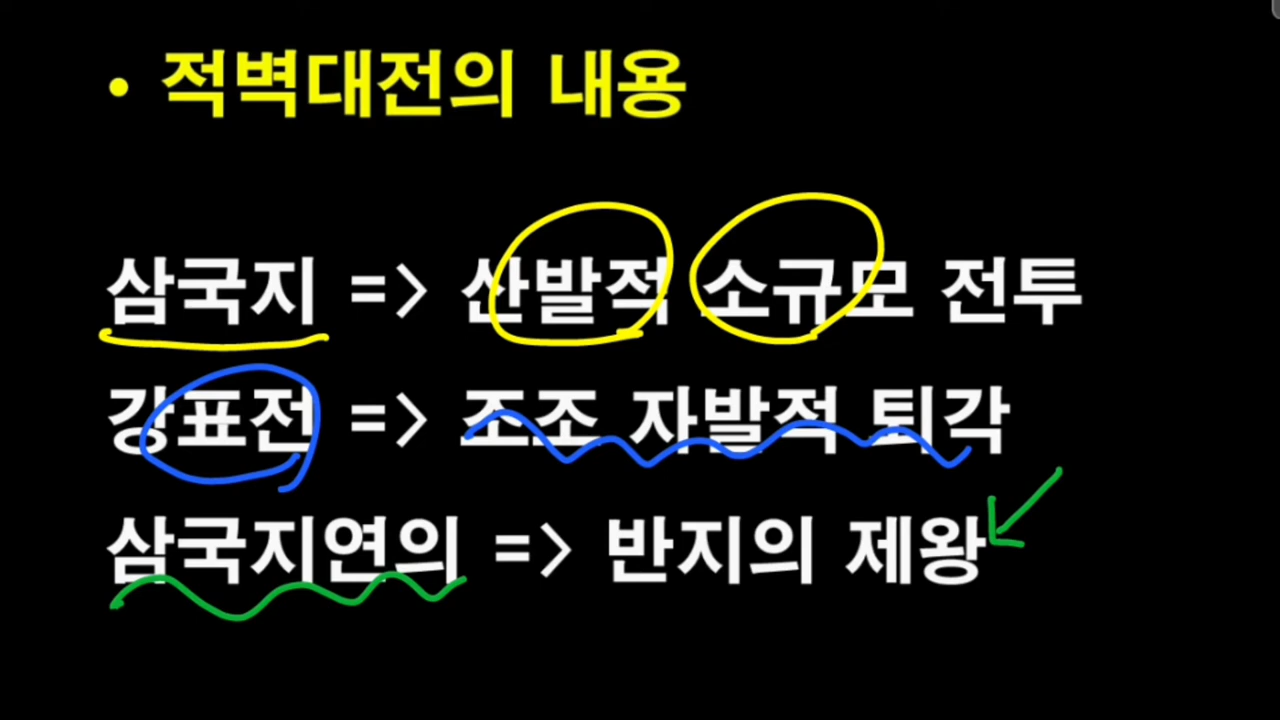 • 적벽대전의 내용
삼국지 => 산발적 소규모 전투
강표전 => 조조 자발적 퇴각
삼국지연의 => 반지의 제왕